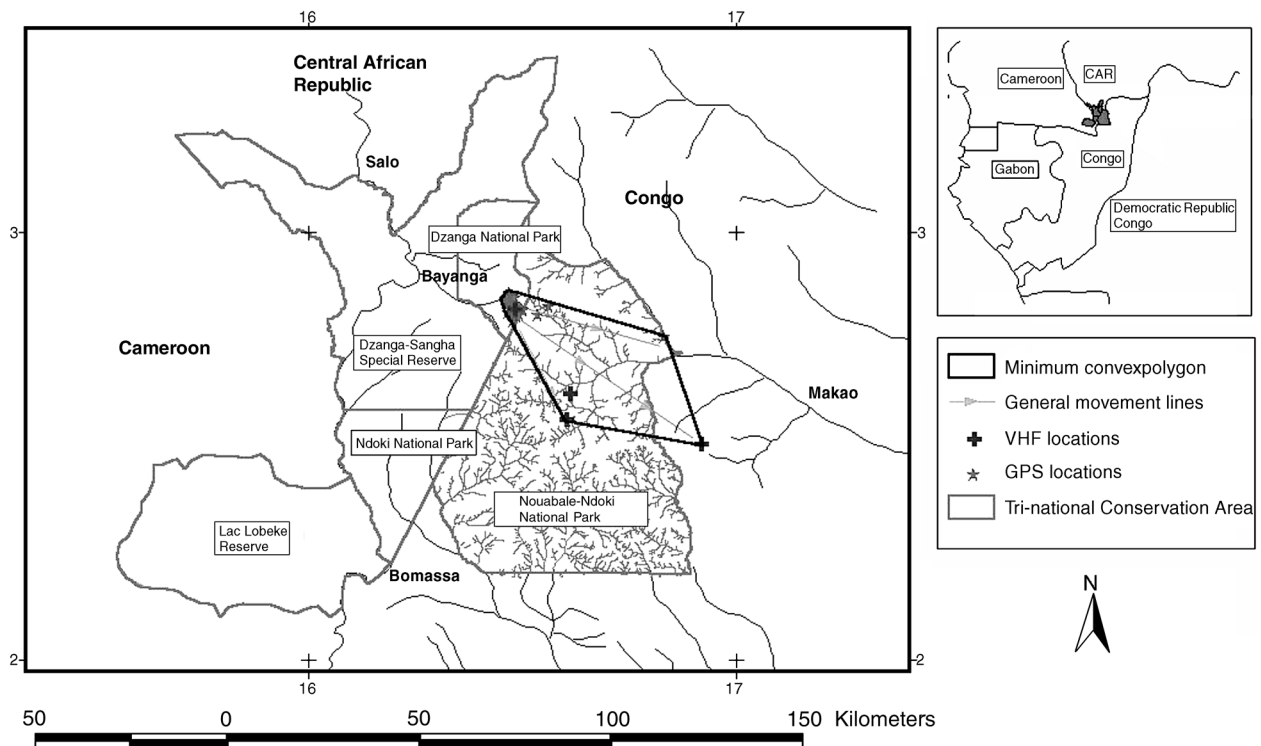 16
17
Central African
Republic
Salo
Congo
3
3
Dzanga National Park
Bayanga
Cameroon
Dzanga-Sangha
Special Reserve
Makao
Ndoki National Park
Nouabale-Ndoki
National Park
Lac Lobeke
Reserve
Bomassa
2
2
16
17
50
0
50
100
150 Kilometers
Cameroon
CAR
Gabon
Congo
Democratic Republic
Congo
Minimum convexpolygon
General movement lines
VHF locations
GPS locations
Tri-national Conservation Area
N